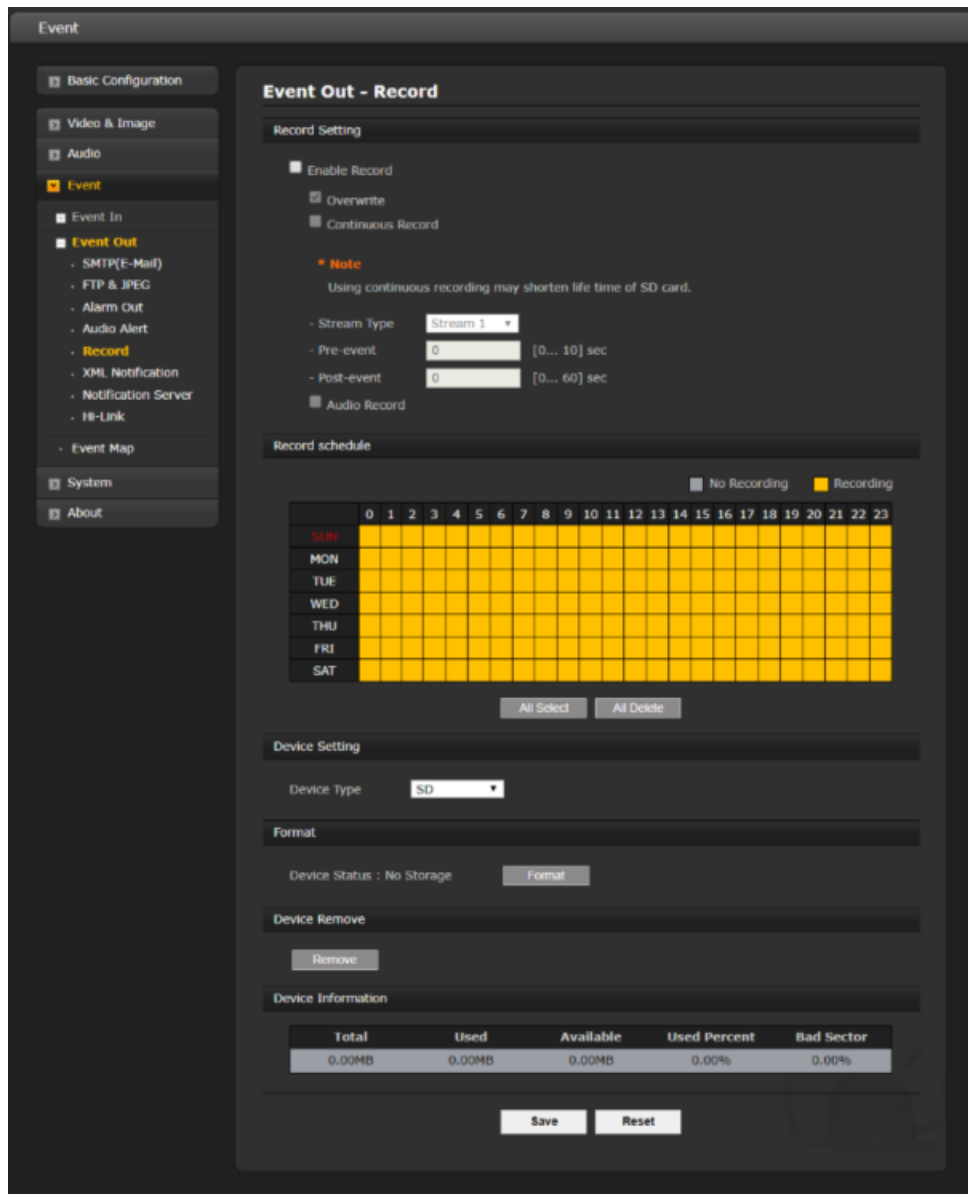 Event
Basic Configuration
Video & Image
Audio
Event
Event In
Event Out
SMTP(E-Mail)
FTP & JPEG
Alarm Out
Audio Alert
Record
XML Notification
Notification Server
Hi-Link
Event Map
System
About
Event Out - Record
Record Setting
Enable Record
Overwrite
Continuous Record
* Note
Using continuous recording may shorten life time of SD card.
- Stream Type Stream 1
- Pre-event 0 [0... 10] sec
- Post-event 0 [0... 60] sec
Audio Record
Record schedule
No Recording Recording
0 1 2 3 4 5 6 7 8 9 10 11 12 13 14 15 16 17 18 19 20 21 22 23
SUN
MON
TUE
WED
THU
FRI
SAT
All Select All Delete
Device Setting
Device Type SD
Format
Device Status : No Storage Format
Device Remove
Remove
Device Information
Total Used Available Used Percent Bad Sector
0.00MB 0.00MB 0.00MB 0.00% 0.00%
Save Reset